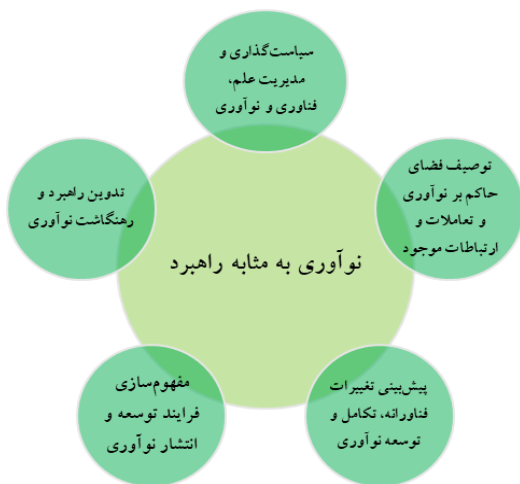 سیاست‌گذاری و
مدیریت علم،
فناوری و نوآوری
توصیف فضای
حاکم بر نوآوری
و تعاملات و
ارتباطات موجود
تدوین راهبرد و
رهنگاشت نوآوری
نوآوری به مثابه راهبرد
پیش‌بینی تغییرات
فناورانه، تکامل و
توسعه نوآوری
مفهوم‌سازی
فرایند توسعه و
انتشار نوآوری